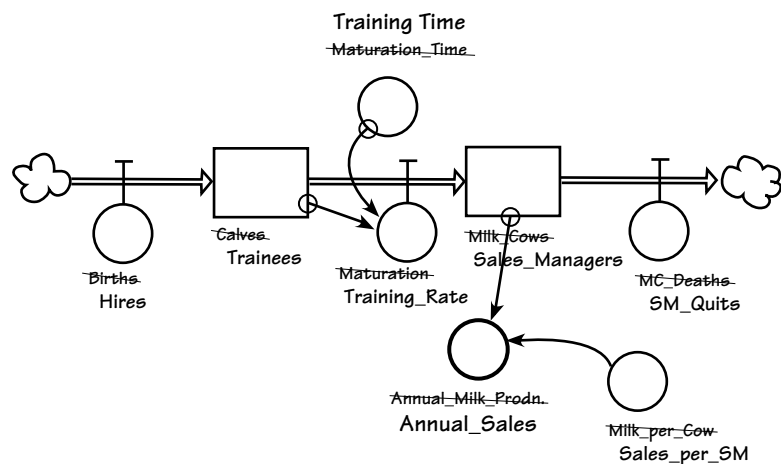 Training Time
Maturation_Time
Calves
Trainees
Milk_Cows
Sales_Managers
Births
Hires
Maturation
Training_Rate
MC_Deaths
SM_Quits
Annual_Milk_Prodn.
Annual_Sales
Milk_per_Cow
Sales_per_SM